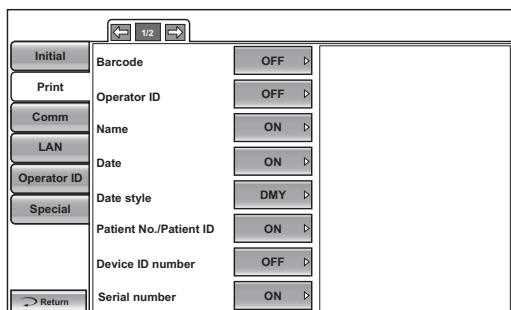 1/2
Initial
Print
Comm
LAN
Operator ID
Special
Return
Barcode OFF
Operator ID OFF
Name ON
Date ON
Date style DMY
Patient No./Patient ID ON
Device ID number OFF
Serial number ON